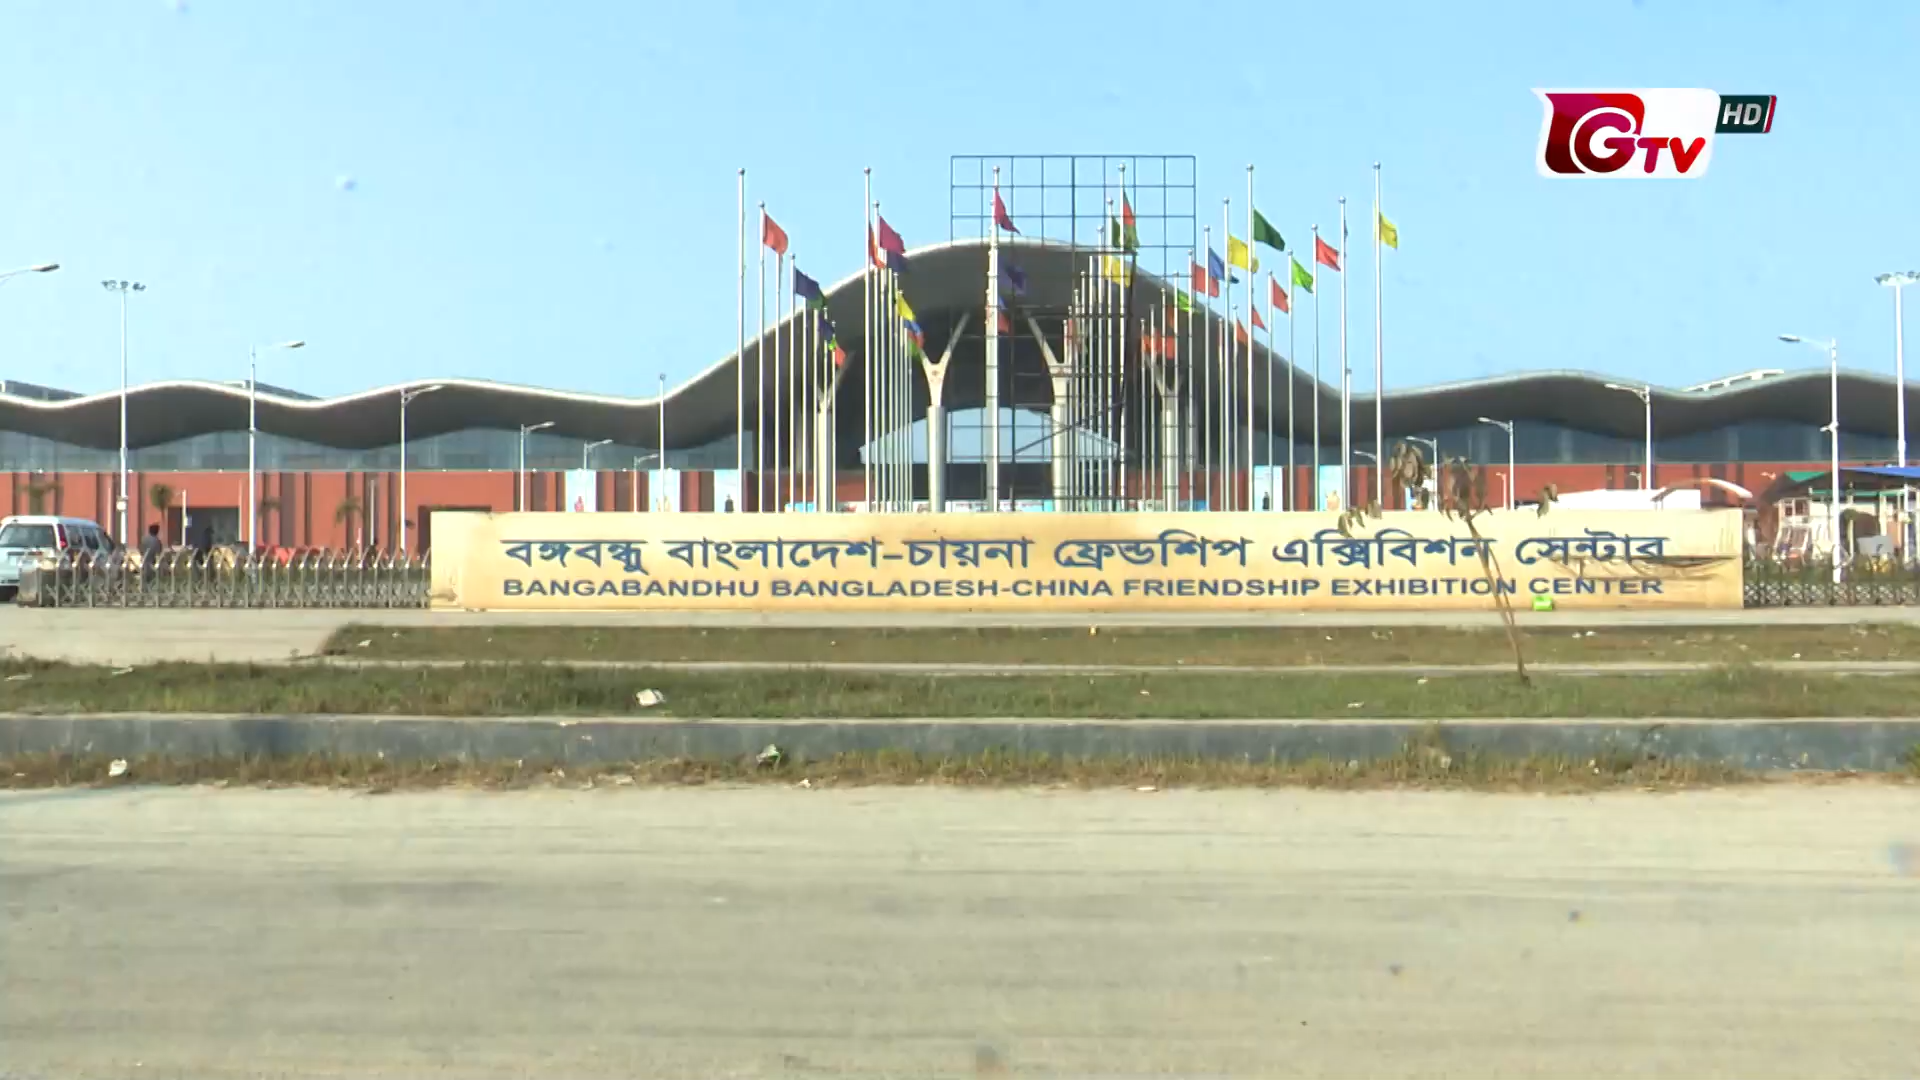 GTV HD
বঙ্গবন্ধু বাংলাদেশ-চায়না ফ্রেন্ডশিপ এক্সিবিশন সেন্টার
BANGABANDHU BANGLADESH-CHINA FRIENDSHIP EXHIBITION CENTER